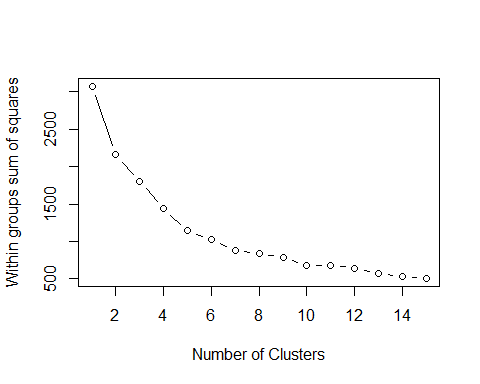 Within groups sum of squares
500 1500 2500
2 4 6 8 10 12 14
Number of Clusters